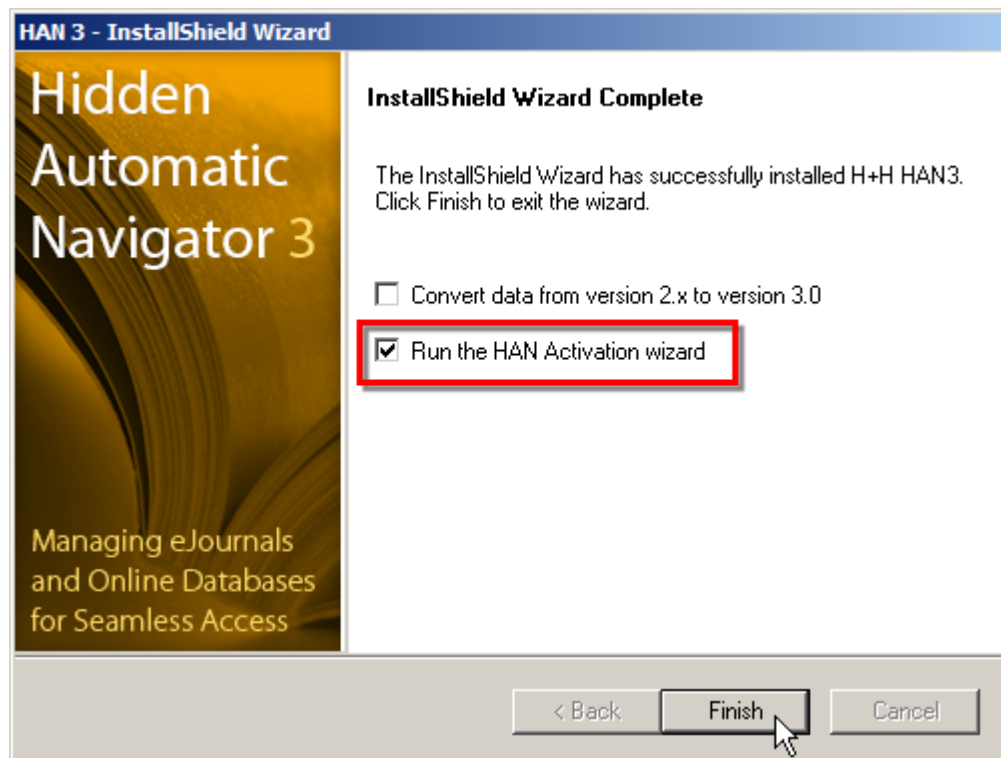 HAN 3 - InstallShield Wizard
Hidden
Automatic
Navigator 3
Managing eJournals
and Online Databases
for Seamless Access
InstallShield Wizard Complete
The InstallShield Wizard has successfully installed H+H HAN3.
Click Finish to exit the wizard.
Convert data from version 2.x to version 3.0
Run the HAN Activation wizard
< Back
Finish
Cancel